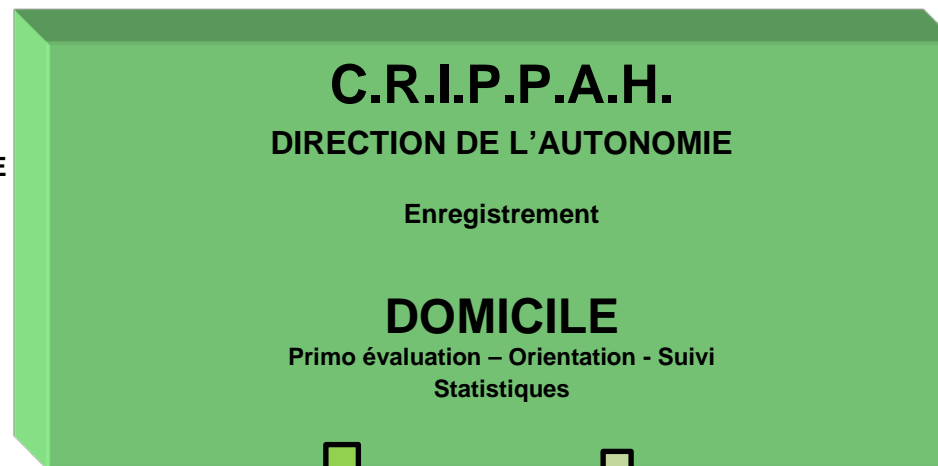 C.R.I.P.P.A.H.
DIRECTION DE L'AUTONOMIE
E
Enregistrement
DOMICILE
Primo évaluation – Orientation - Suivi
Statistiques